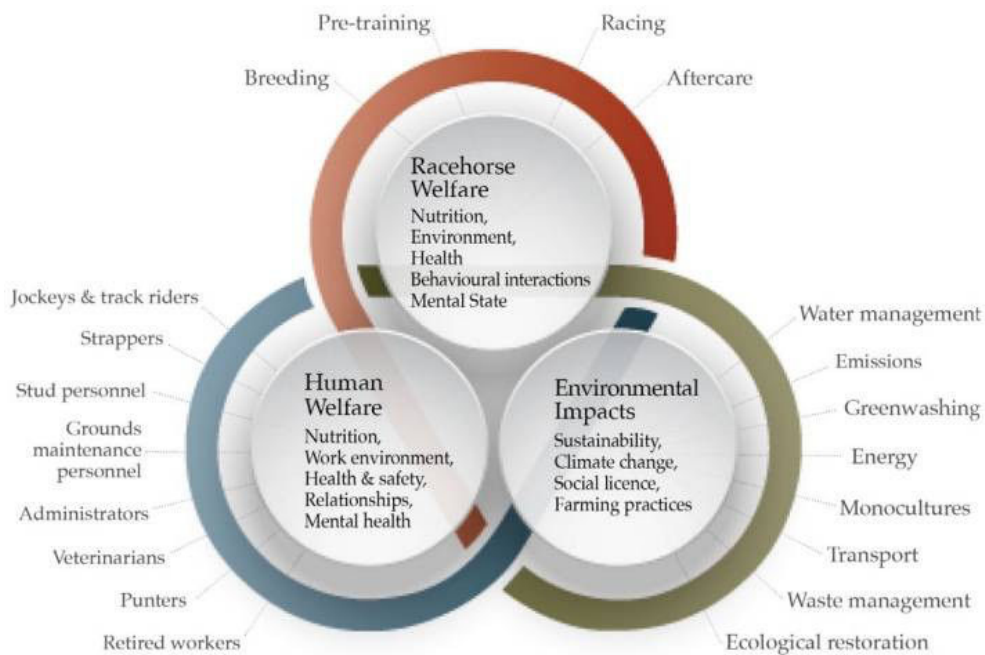 Pre-training
Racing
Breeding
Aftercare
Racehorse
Welfare
Nutrition,
Environment,
Health
Behavioural interactions
Mental State
Jockeys & track riders
Strappers
Stud personnel
Grounds
maintenance
personnel
Administrators
Veterinarians
Punters
Retired workers
Human
Welfare
Nutrition,
Work environment,
Health & safety,
Relationships,
Mental health
Environmental
Impacts
Sustainability,
Climate change,
Social licence,
Farming practices
Water management
Emissions
Greenwashing
Energy
Monocultures
Transport
Waste management
Ecological restoration